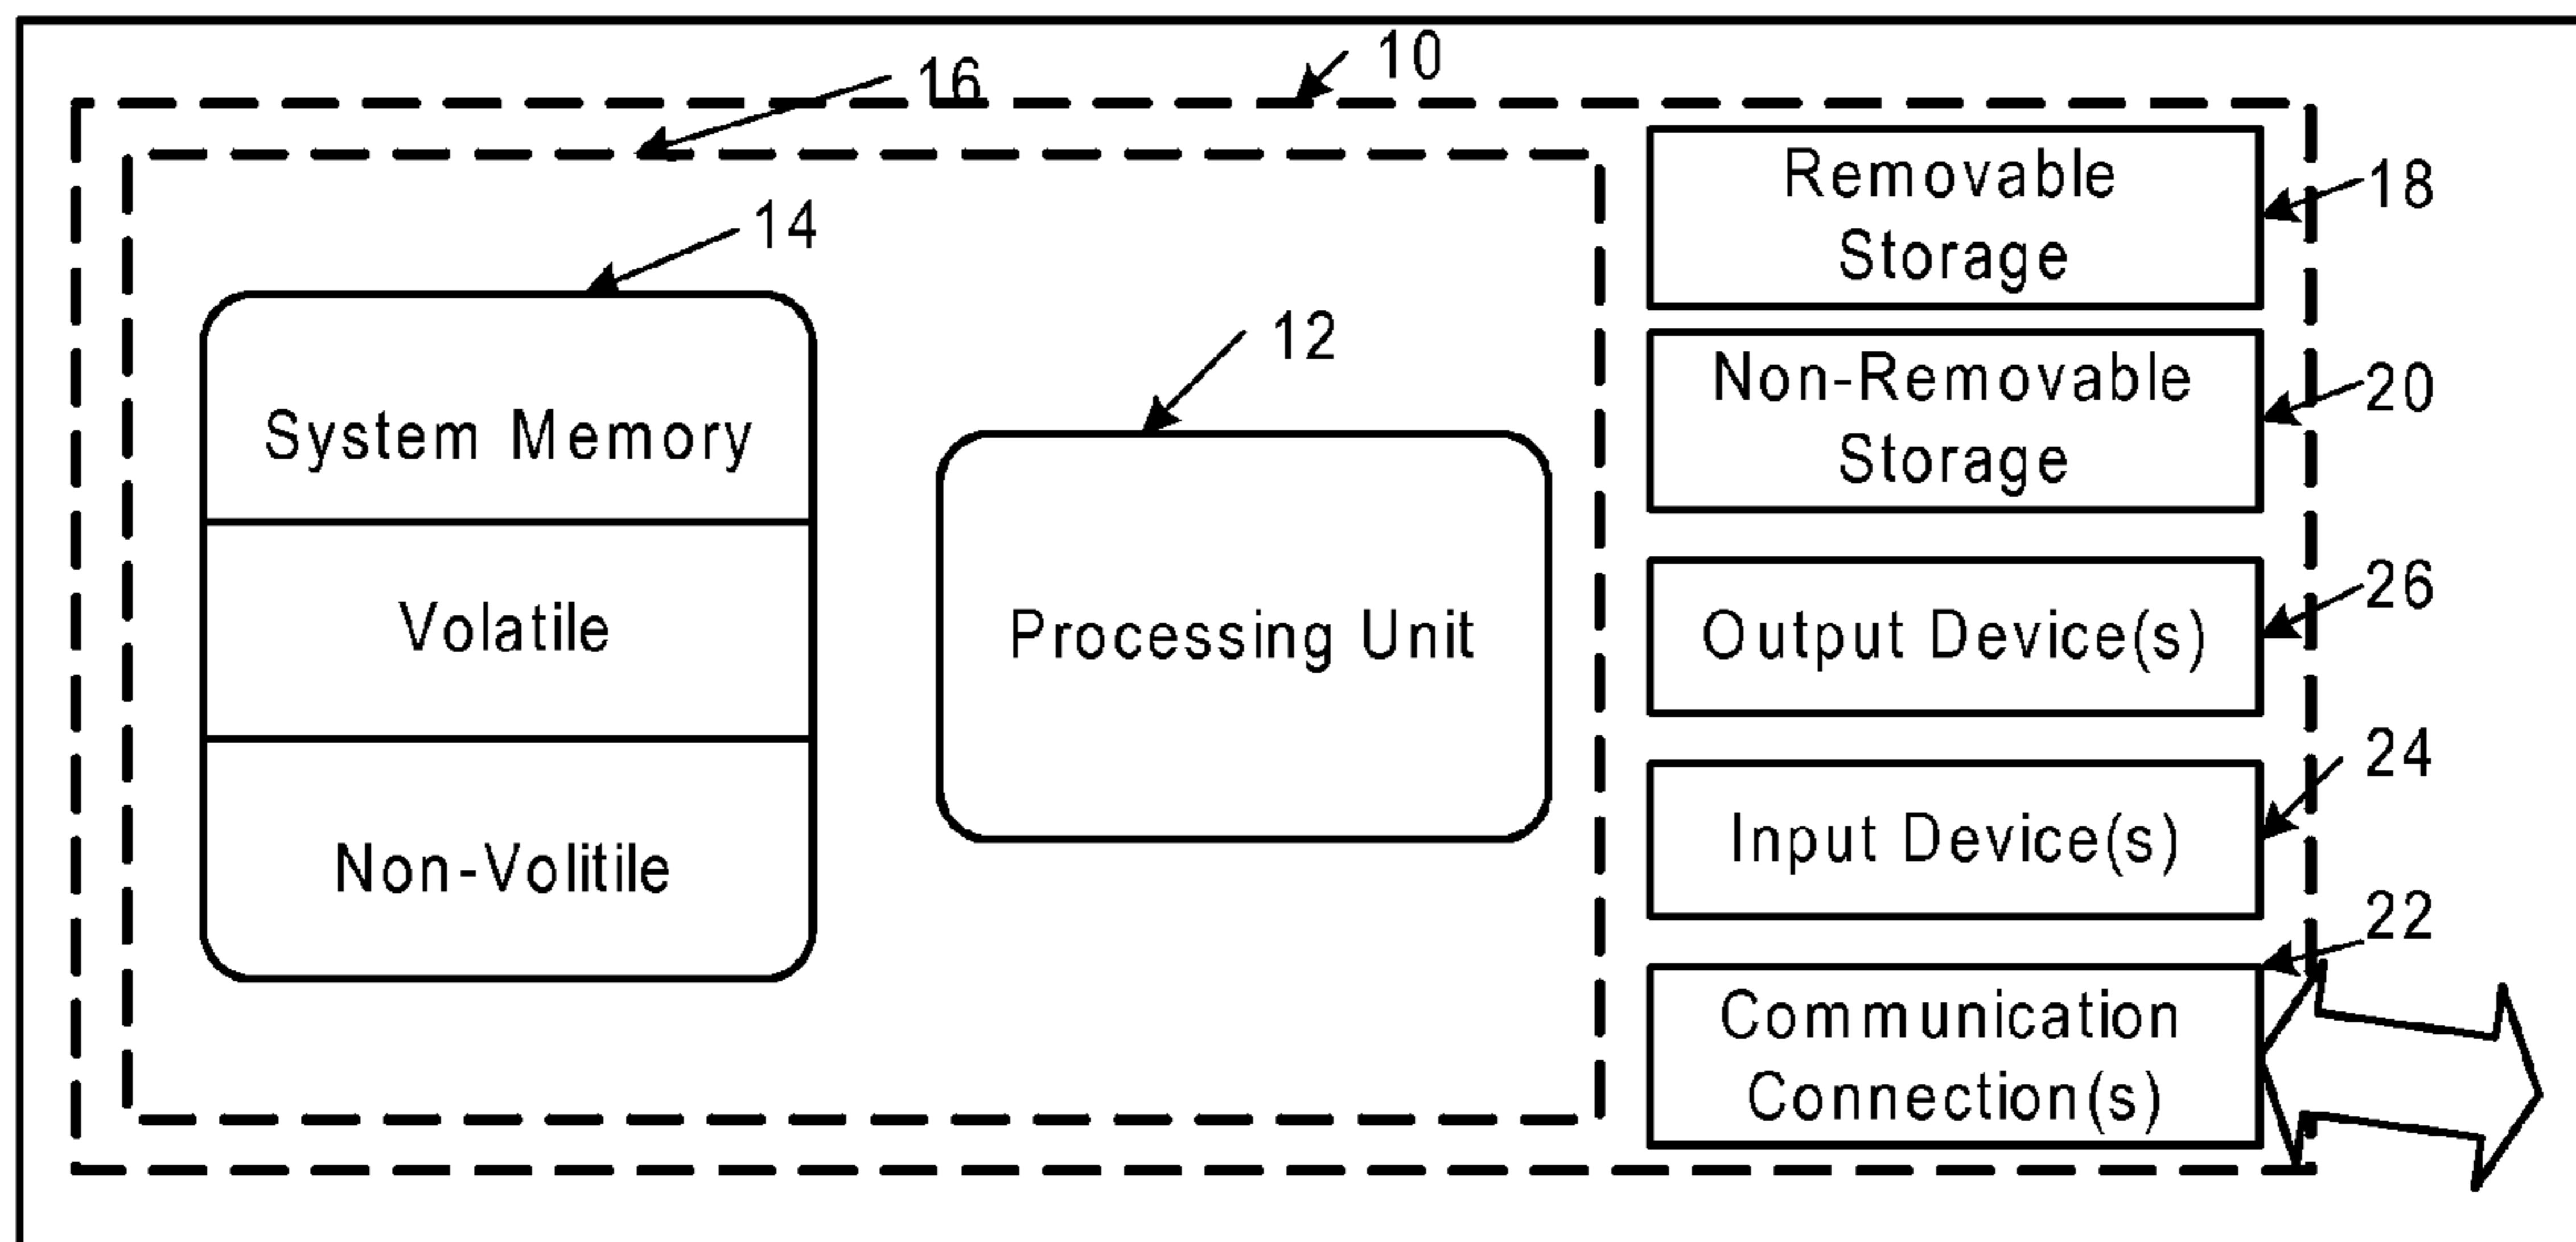 10
16
14
12
System Memory
Volatile
Non-Volitile
Processing Unit
Removable
Storage
18
Non-Removable
Storage
20
Output Device(s)
26
Input Device(s)
24
Communication
Connection(s)
22